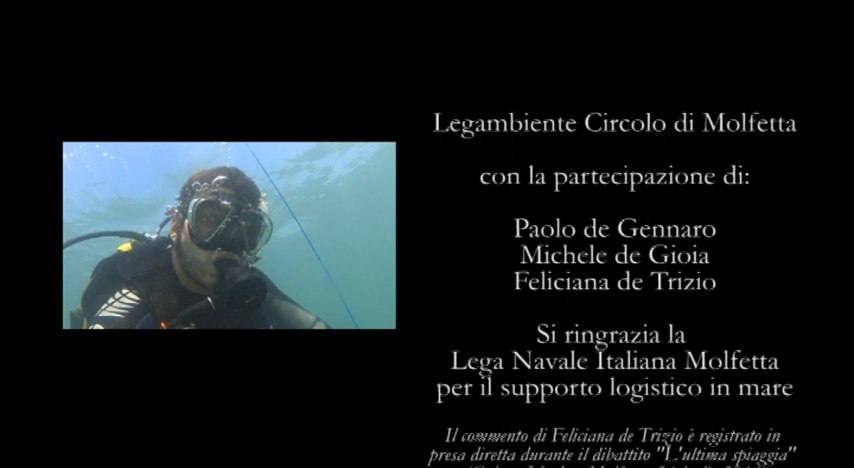 Legambiente Circolo di Molfetta
con la partecipazione di:
Paolo de Gennaro
Michele de Gioia
Feliciana de Trizio
Si ringrazia la
Lega Navale Italiana Molfetta
per il supporto logistico in mare
Il commento di Feliciana de Trizio è registrato in
presa diretta durante il dibattito "L'ultima spiaggia"